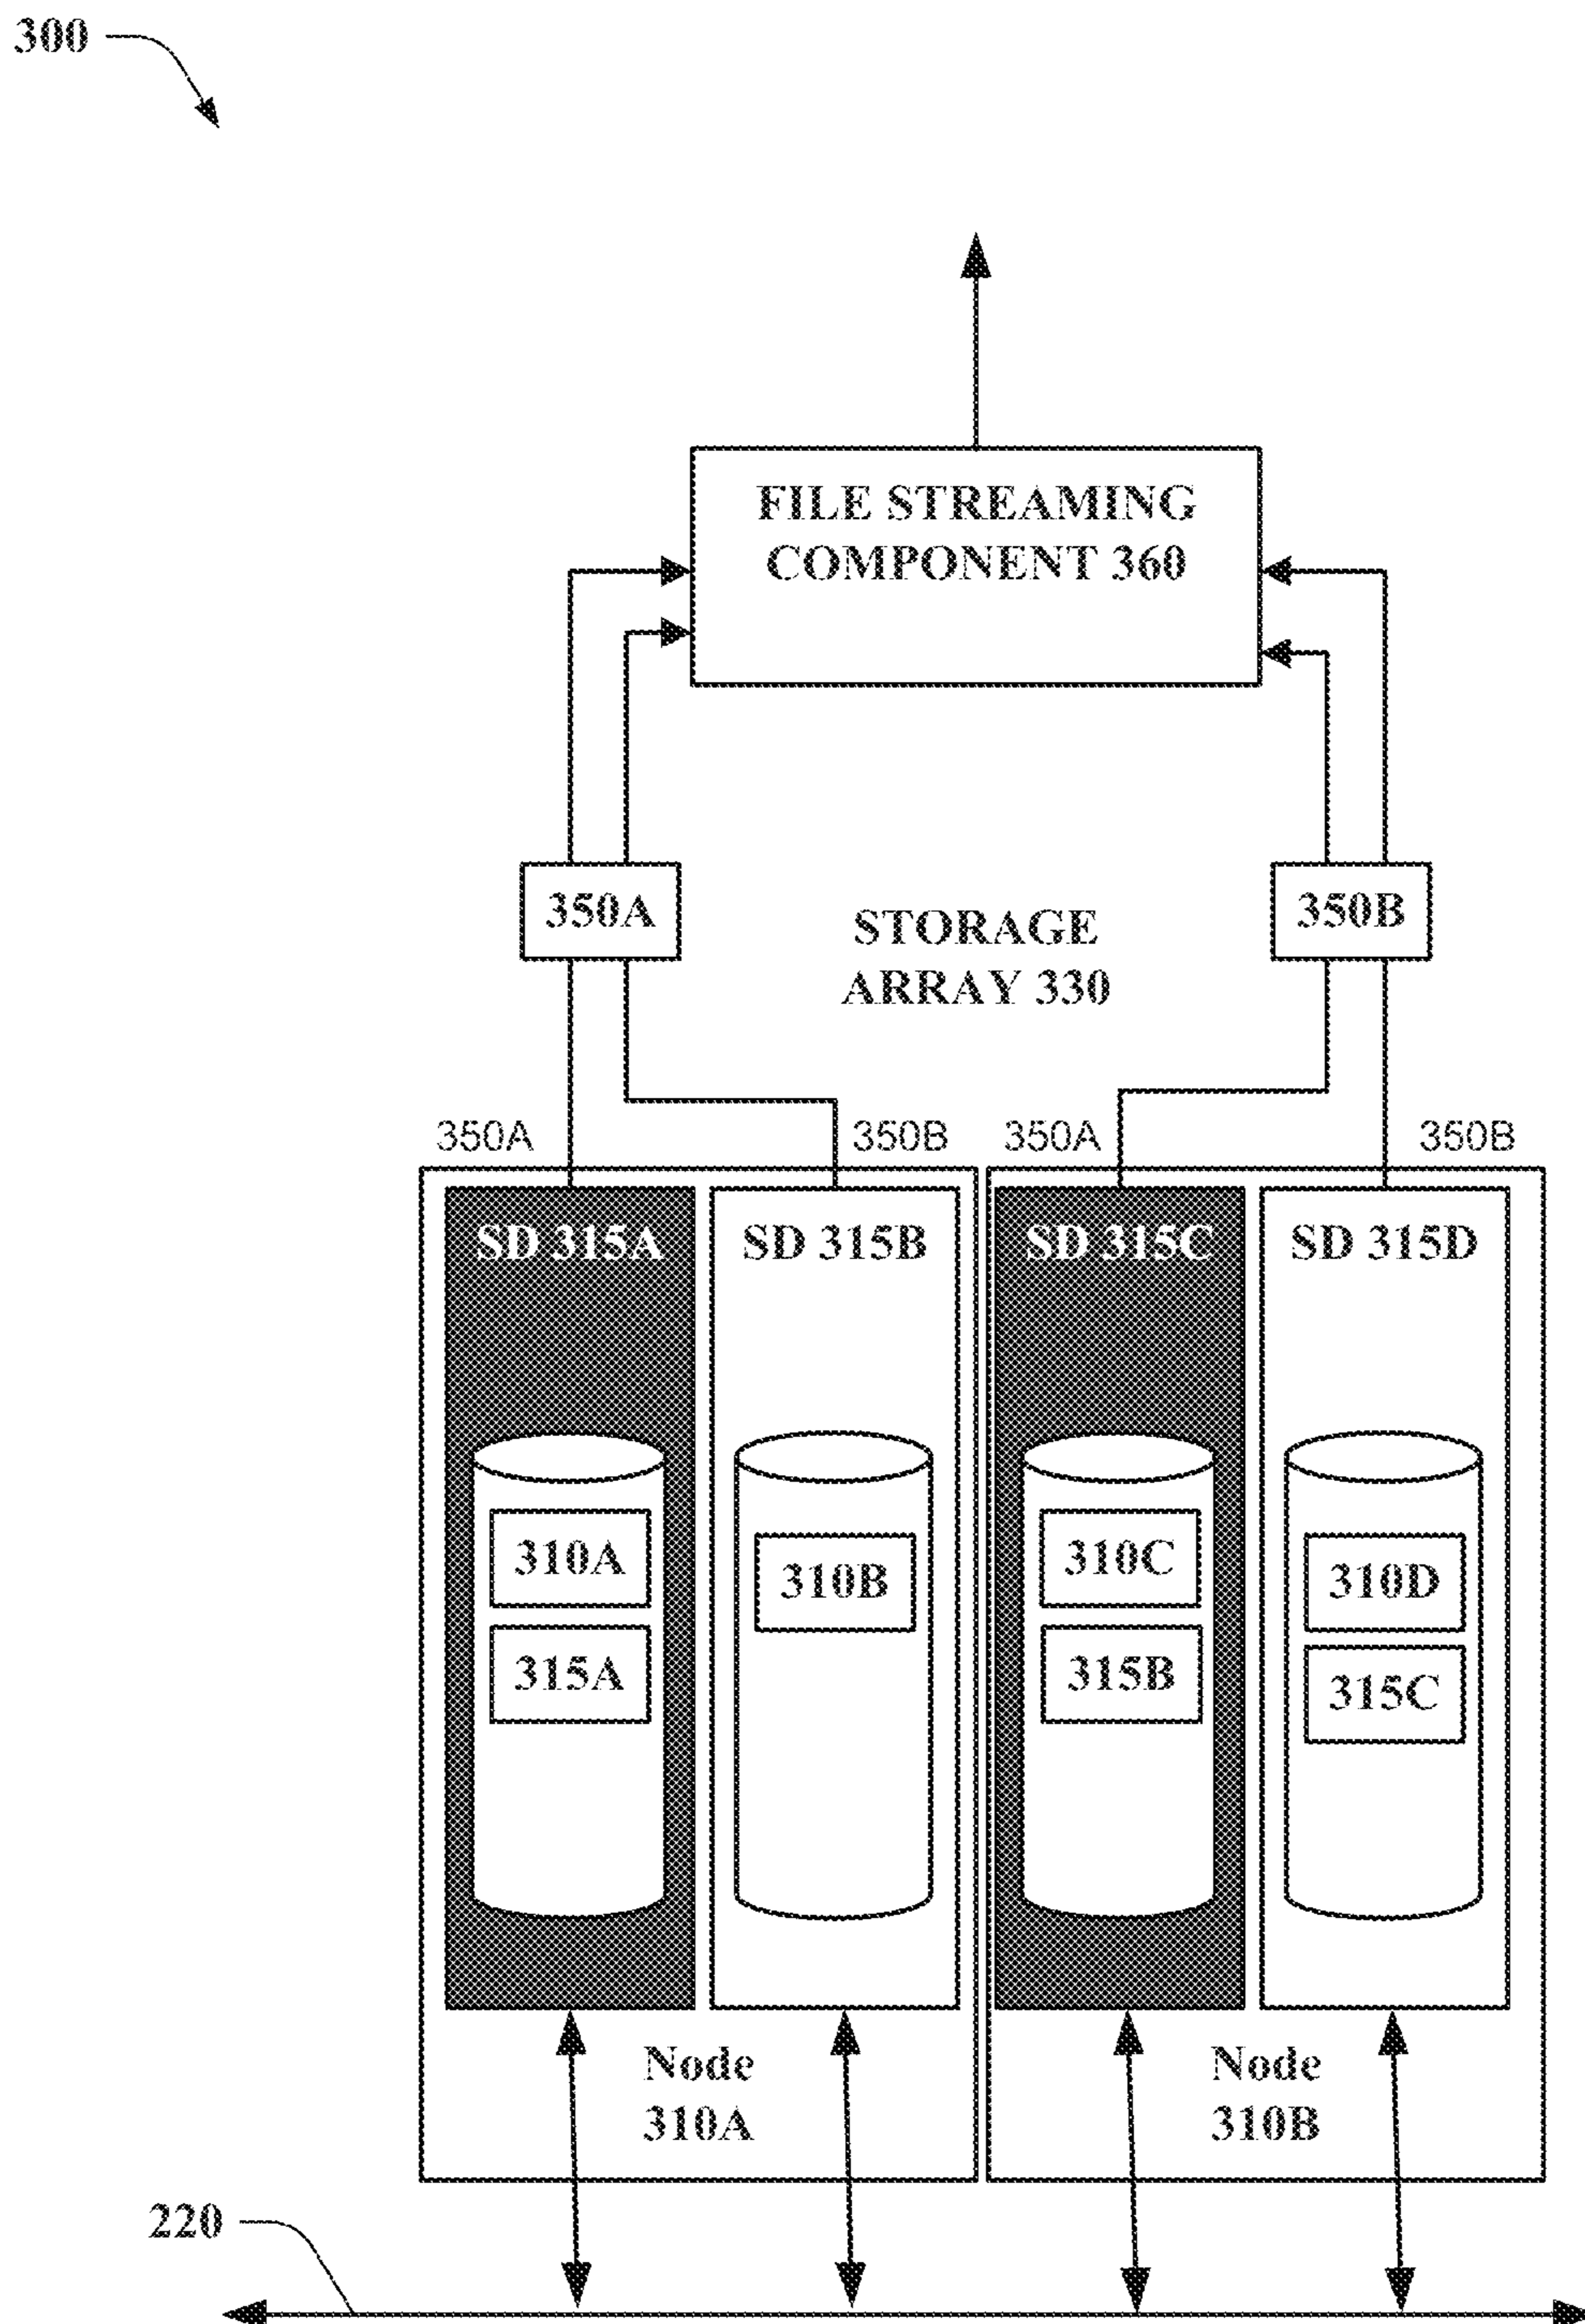 300
FILE STREAMING
COMPONENT 360
350A
350B
STORAGE
ARRAY 330
350A
350B
350A
350B
SD 315A
SD 315B
SD 315C
SD 315D
310A
310B
310C
310D
315A
315B
315C
Node
310A
Node
310B
220